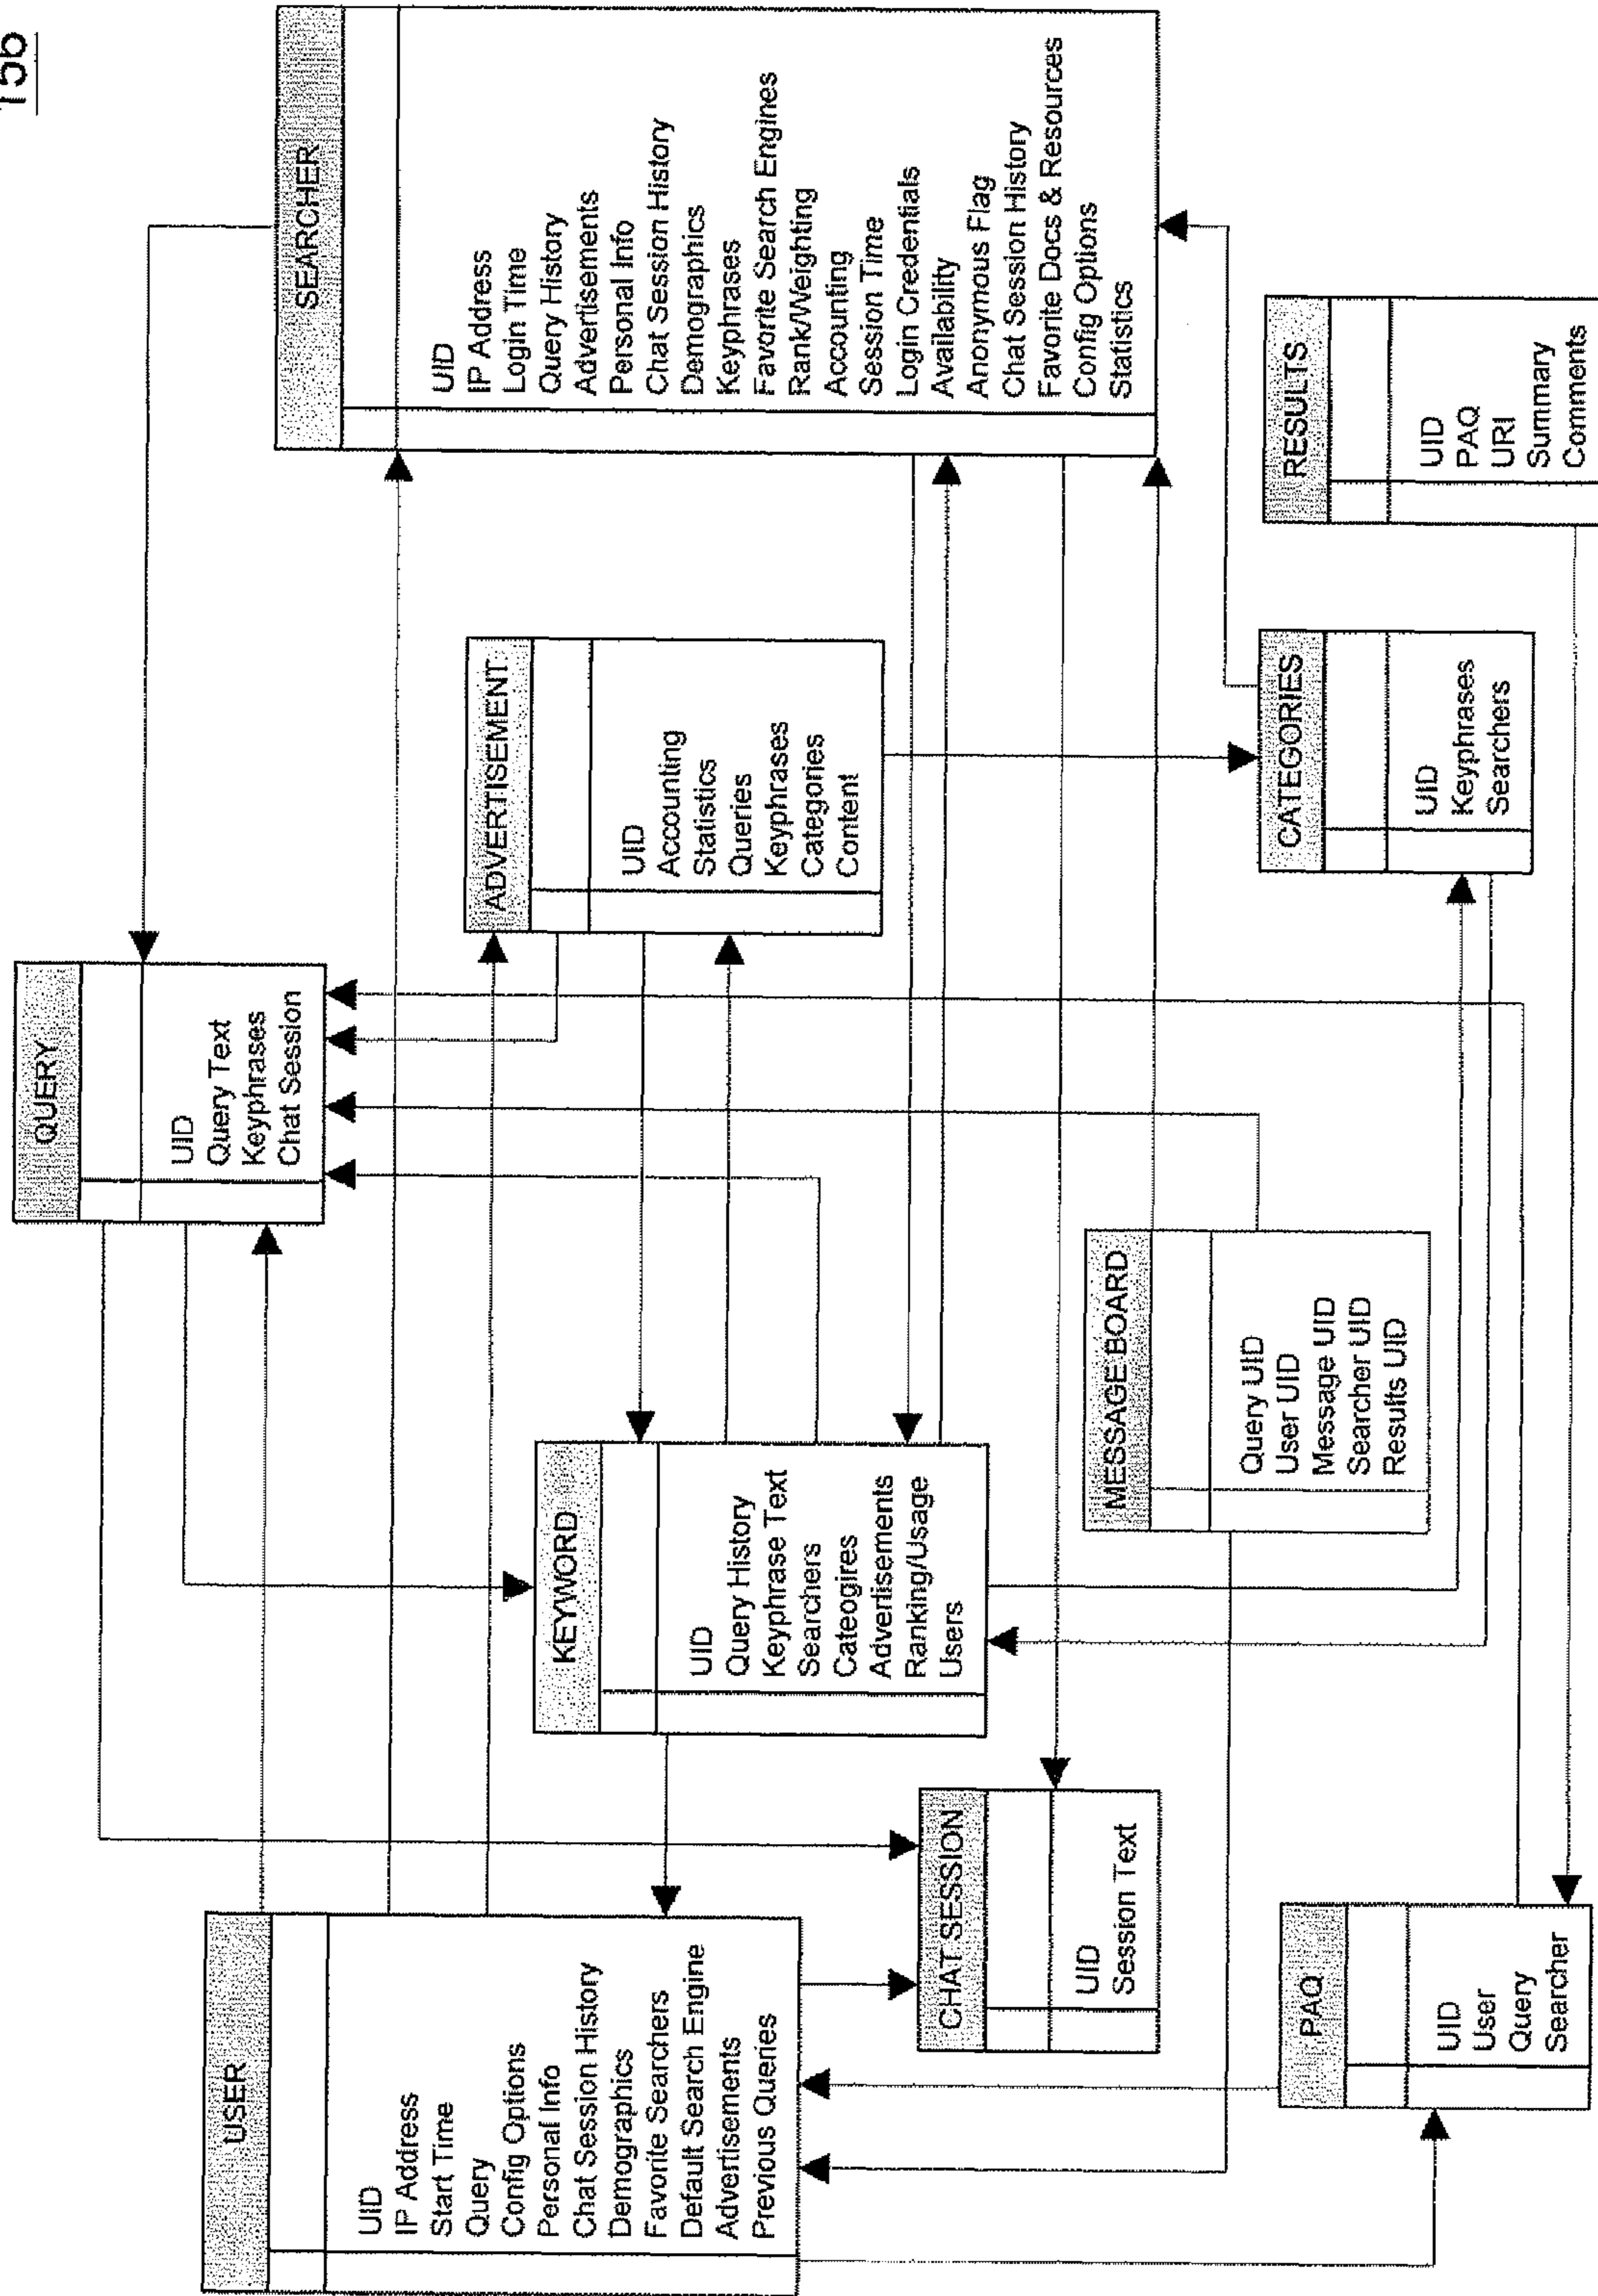 15b
USER
UID
IP Address
Start Time
Query
Config Options
Personal Info
Chat Session History
Demographics
Favorite Searchers
Default Search Engine
Advertisements
Previous Queries
QUERY
UID
Query Text
Keyphrases
Chat Session
SEARCHER
UID
IP Address
Login Time
Query History
Advertisements
Personal Info
Chat Session History
Demographics
Keyphrases
Favorite Search Engines
Rank/Weighting
Accounting
Session Time
Login Credentials
Availability
Anonymous Flag
Chat Session History
Favorite Docs & Resources
Config Options
Statistics
KEYWORD
UID
Query History
Keyphrase Text
Searchers
Cateogires
Advertisements
Ranking/Usage
Users
ADVERTISEMENT
UID
Accounting
Statistics
Queries
Keyphrases
Categories
Content
CHAT SESSION
UID
Session Text
MESSAGE BOARD
Query UID
User UID
Message UID
Searcher UID
Results UID
CATEGORIES
UID
Keyphrases
Searchers
PAQ
UID
User
Query
Searcher
RESULTS
UID
PAQ
URI
Summary
Comments